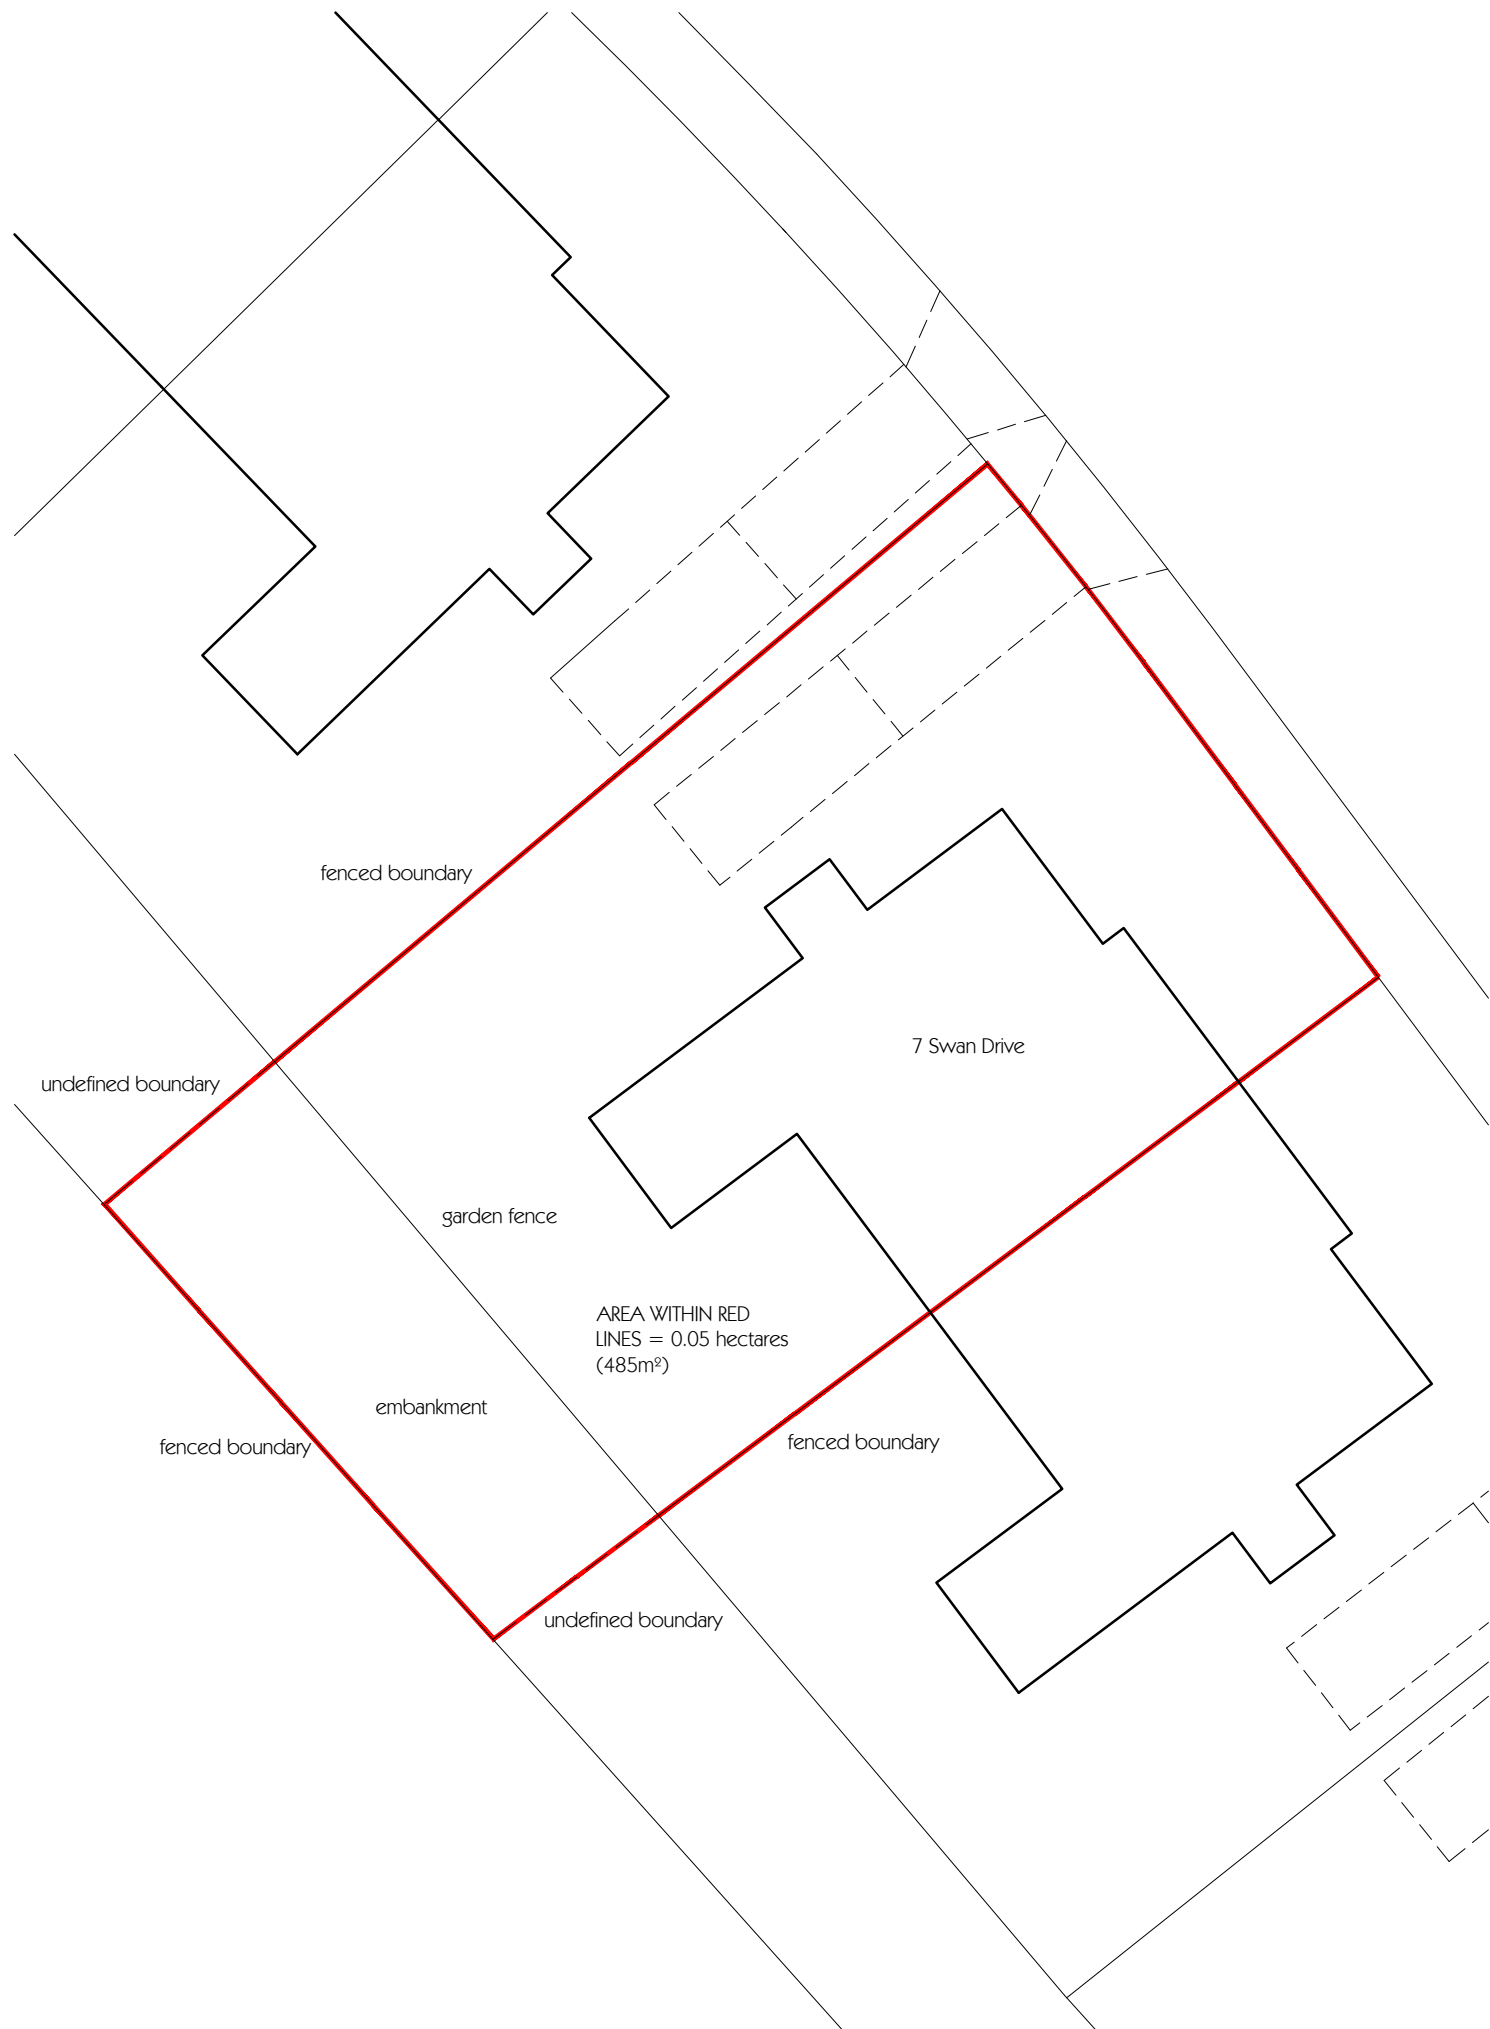 fenced boundary
7 Swan Drive
undefined boundary
garden fence
AREA WITHIN RED
LINES = 0.05 hectares
(485m²)
embankment
fenced boundary
fenced boundary
undefined boundary